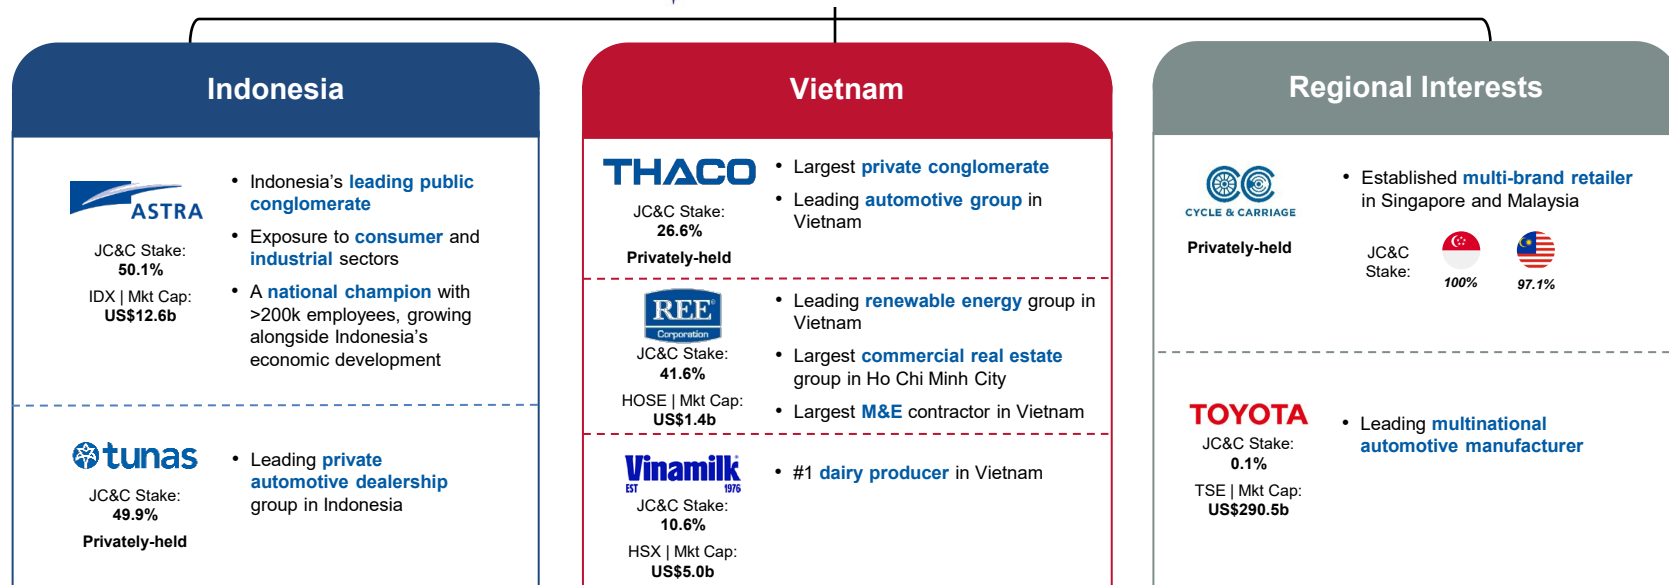 Indonesia
ASTRA
JC&C Stake:
50.1%
IDX | Mkt Cap:
US$12.6b
• Indonesia's leading public
conglomerate
• Exposure to consumer and
industrial sectors
• A national champion with
>200k employees, growing
alongside Indonesia's
economic development
tunas
JC&C Stake:
49.9%
Privately-held
• Leading private
automotive dealership
group in Indonesia
Vietnam
THACO
JC&C Stake:
26.6%
Privately-held
• Largest private conglomerate
• Leading automotive group in
Vietnam
REE
Corporation
JC&C Stake:
41.6%
HOSE | Mkt Cap:
US$1.4b
• Leading renewable energy group in
Vietnam
• Largest commercial real estate
group in Ho Chi Minh City
• Largest M&E contractor in Vietnam
Vinamilk
EST 1976
JC&C Stake:
10.6%
HSX | Mkt Cap:
US$5.0b
• #1 dairy producer in Vietnam
Regional Interests
CYCLE & CARRIAGE
Privately-held
• Established multi-brand retailer
in Singapore and Malaysia
JC&C
Stake:
100%
97.1%
TOYOTA
JC&C Stake:
0.1%
TSE | Mkt Cap:
US$290.5b
• Leading multinational
automotive manufacturer